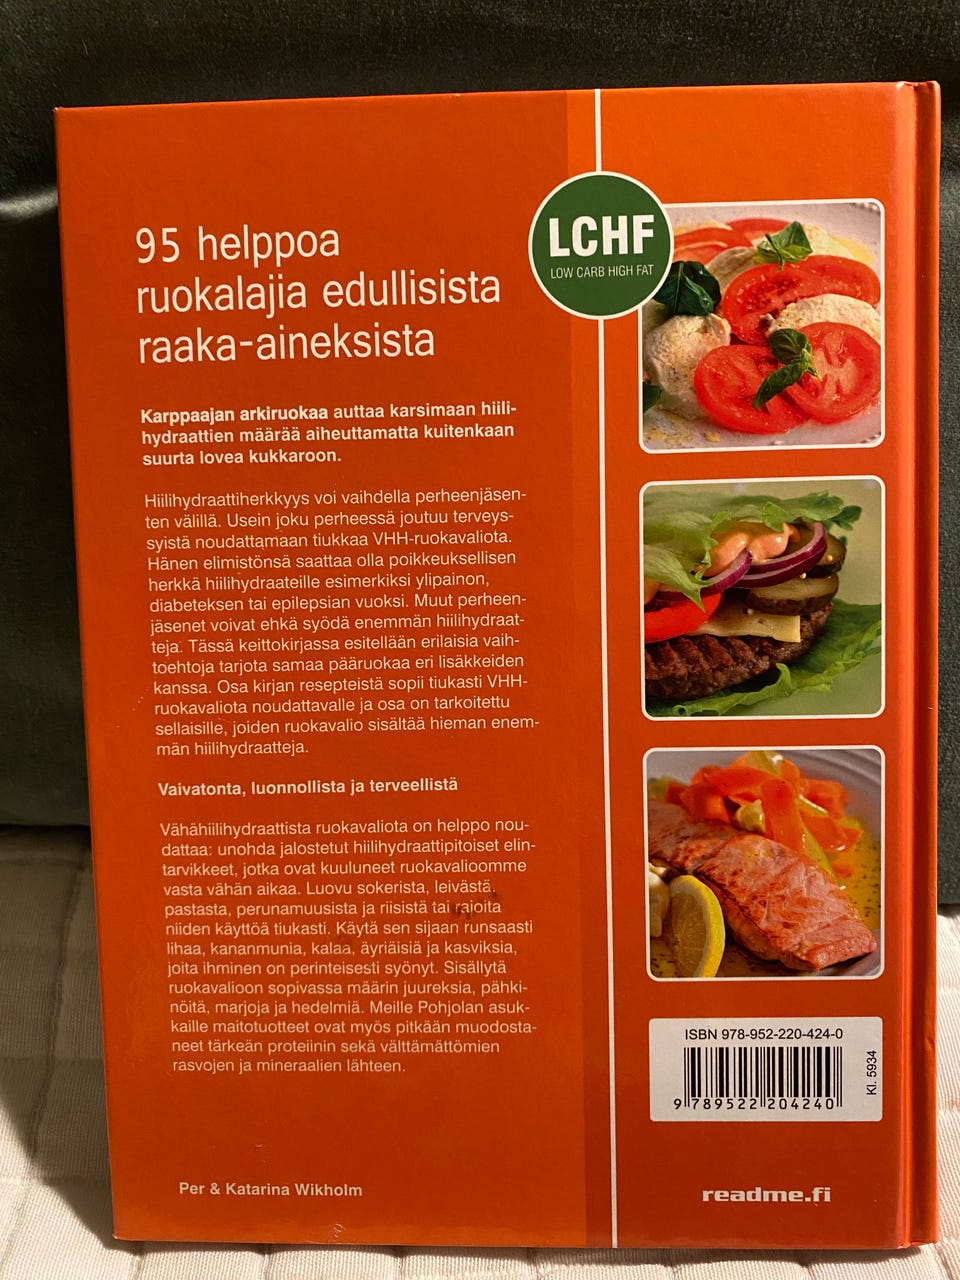 95 helppoa
ruokalajia edullisista
raaka-aineksista
LCHF
LOW CARB HIGH FAT
Karppaajan arkiruokaa auttaa karsimaan hiili-
hydraattien määrää aiheuttamatta kuitenkaan
suurta lovea kukkaroon.
Hiilihydraattiherkkyys voi vaihdella perheenjäsen-
ten välillä. Usein joku perheessä joutuu terveys-
syistä noudattamaan tiukkaa VHH-ruokavaliota.
Hänen elimistönsä saattaa olla poikkeuksellisen
herkkä hiilihydraateille esimerkiksi ylipainon,
diabeteksen tai epilepsian vuoksi. Muut perheen-
jäsenet voivat ehkä syödä enemmän hiilihydraat-
teja. Tässä keittokirjassa esitellään erilaisia vaih-
toehtoja tarjota samaa pääruokaa eri lisäkkeiden
kanssa. Osa kirjan resepteistä sopii tiukasti VHH-
ruokavaliota noudattavalle ja osa on tarkoitettu
sellaisille, joiden ruokavalio sisältää hieman enem-
män hiilihydraatteja.
Vaivatonta, luonnollista ja terveellistä
Vähähiilihydraattista ruokavaliota on helppo nou-
dattaa: unohda jalostetut hiilihydraattipitoiset elin-
tarvikkeet, jotka ovat kuuluneet ruokavalioomme
vasta vähän aikaa. Luovu sokerista, leivästä,
pastasta, perunamuusista ja riisistä tai rajoita
niiden käyttöä tiukasti. Käytä sen sijaan runsaasti
lihaa, kananmunia, kalaa, äyriäisiä ja kasviksia,
joita ihminen on perinteisesti syönyt. Sisällytä
ruokavalioon sopivassa määrin juureksia, pähki-
nöitä, marjoja ja hedelmiä. Meille Pohjolan asuk-
kaille maitotuotteet ovat myös pitkään muodosta-
neet tärkeän proteiinin sekä välttämättömien
rasvojen ja mineraalien lähteen.
Per & Katarina Wikholm
ISBN 978-952-220-424-0
9 789522 204240
Kl. 5934
readme.fi